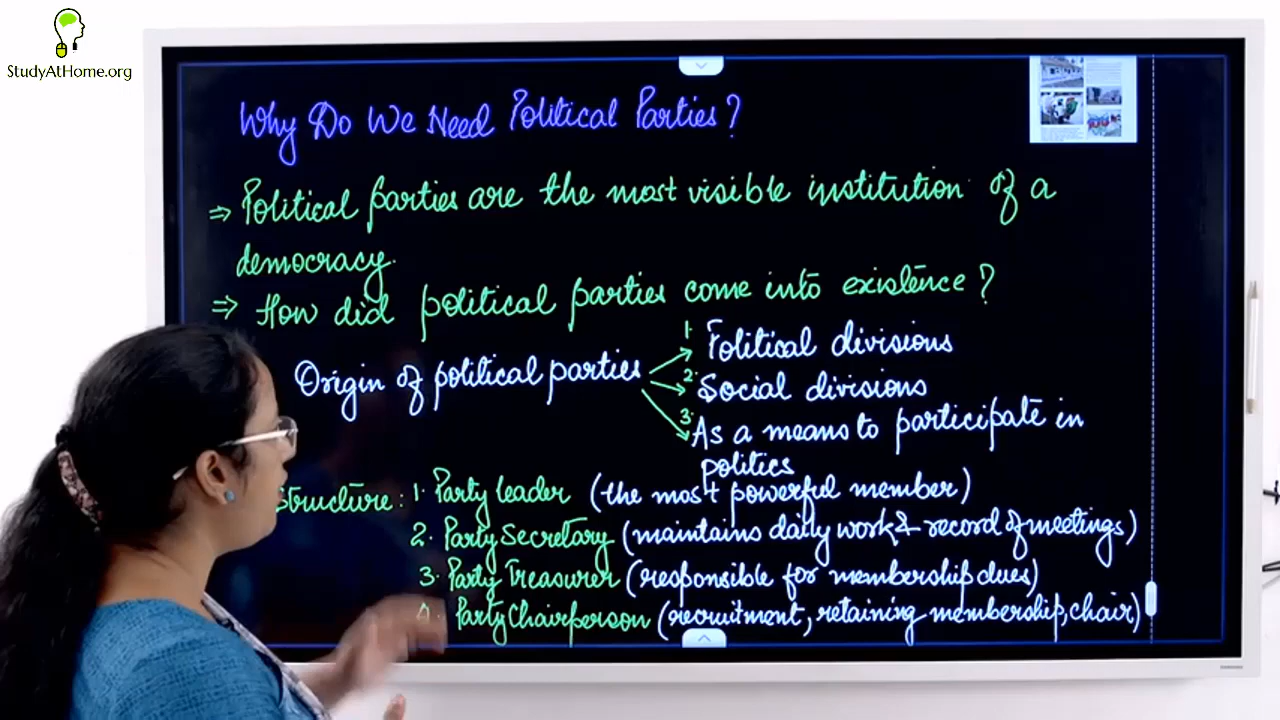 StudyAtHome.org
Why Do We Need Political Parties?
⇒ Political parties are the most visible institution of a
democracy.
⇒ How did political parties come into existence?
Origin of political parties
1. Political divisions
2. Social divisions
3. As a means to participate in
politics
Structure: 1. Party leader (the most powerful member)
2. Party Secretary (maintains daily work & record of meetings)
3. Party Treasurer (responsible for membership dues)
Party Chairperson (recruitment, retaining membership, chair)